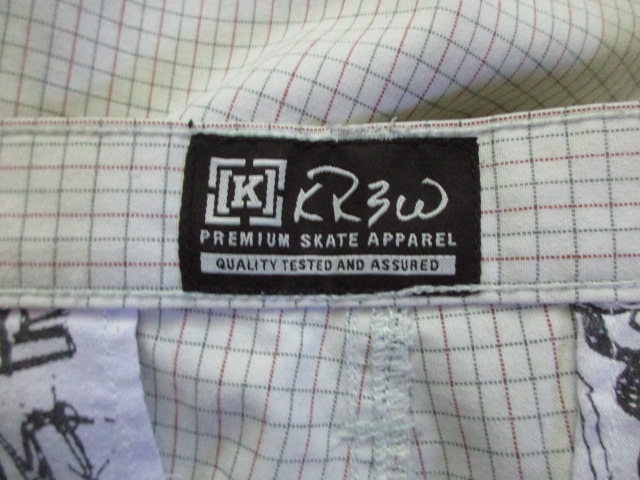 [K] KR3W
PREMIUM SKATE APPAREL
QUALITY TESTED AND ASSURED